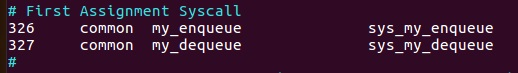 # First Assignment Syscall
326 common my_enqueue sys_my_enqueue
327 common my_dequeue sys_my_dequeue
#